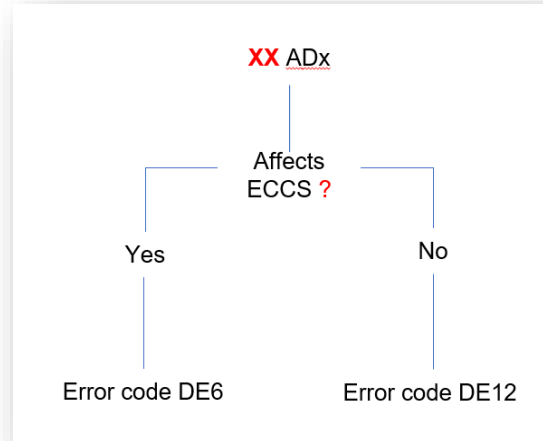 XX ADx
Affects
ECCS ?
Yes
No
Error code DE6
Error code DE12